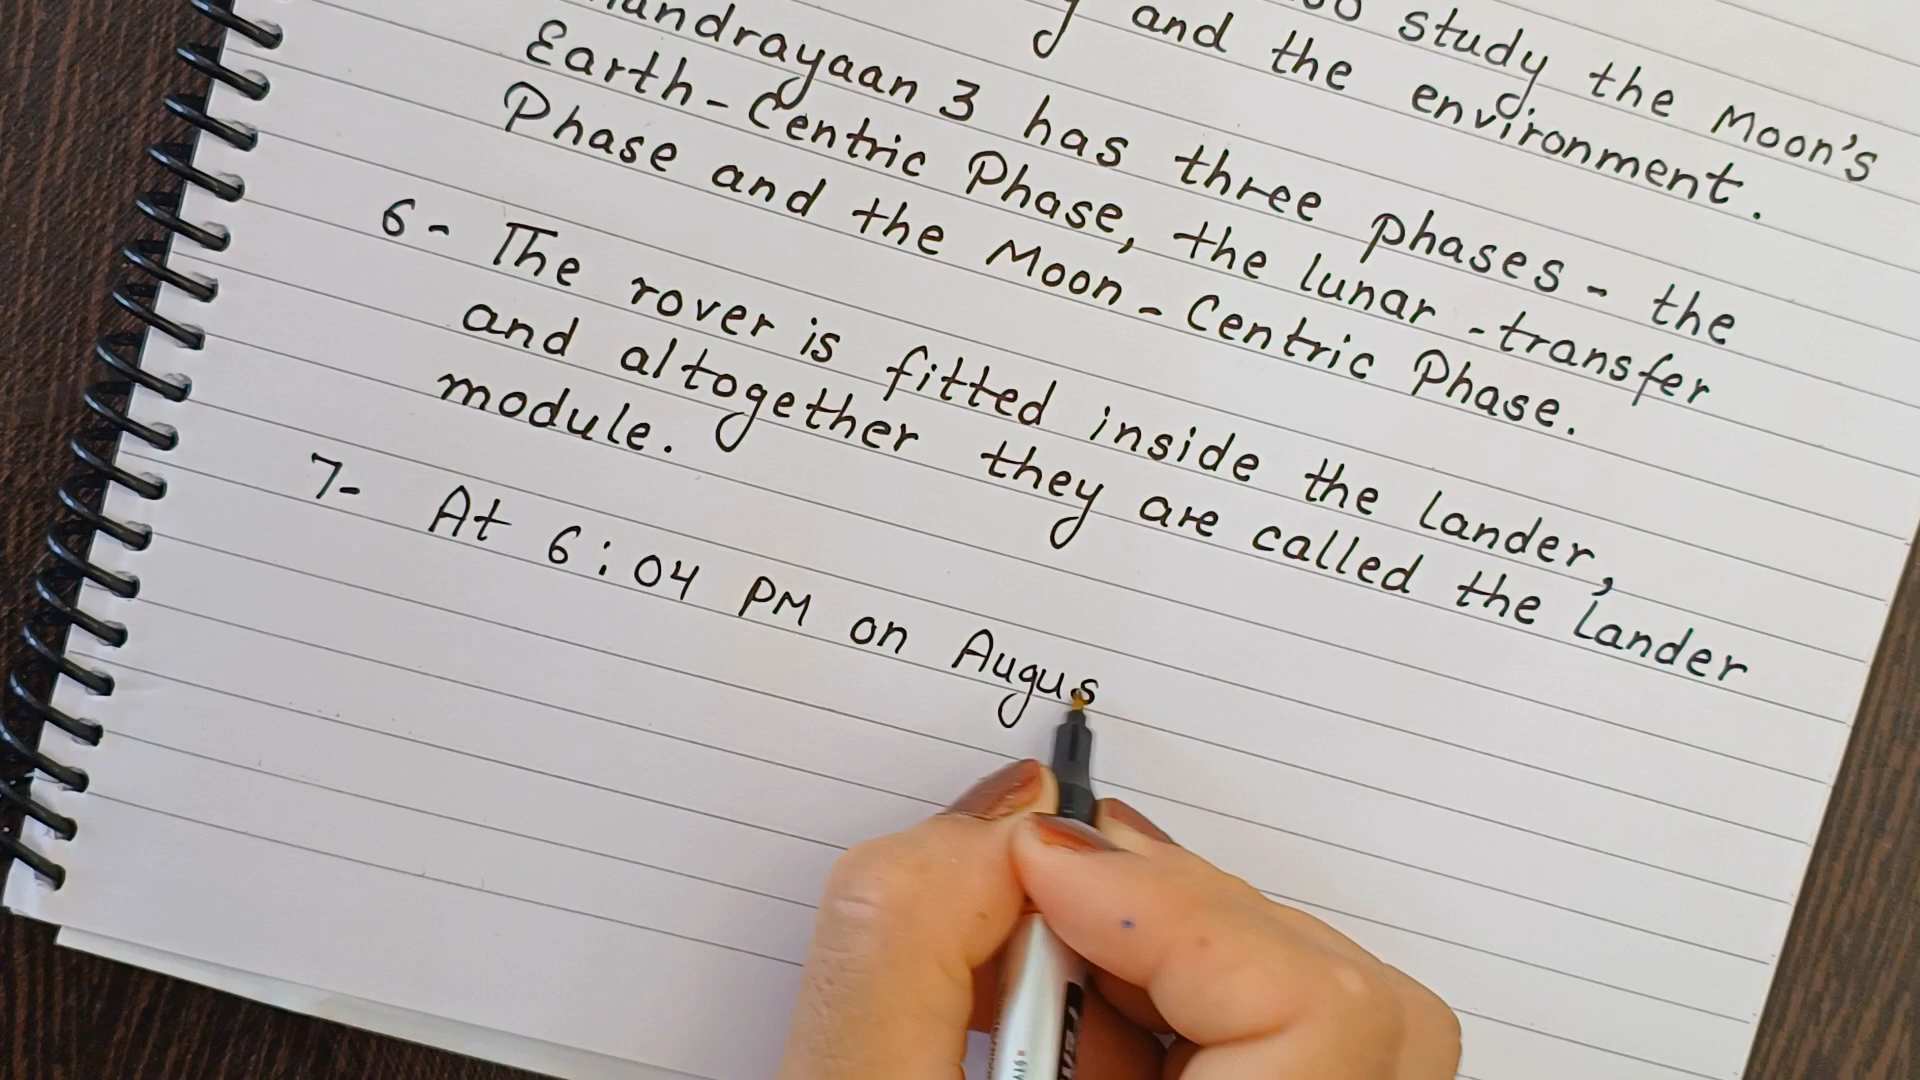 study the Moon's
and the environment.
has three phases - the
Earth-Centric Phase, the lunar-transfer
Phase and the Moon-Centric Phase.
6- The rover is fitted inside the lander,
and altogether they are called the Lander
module.
7- At 6:04 PM on Augus